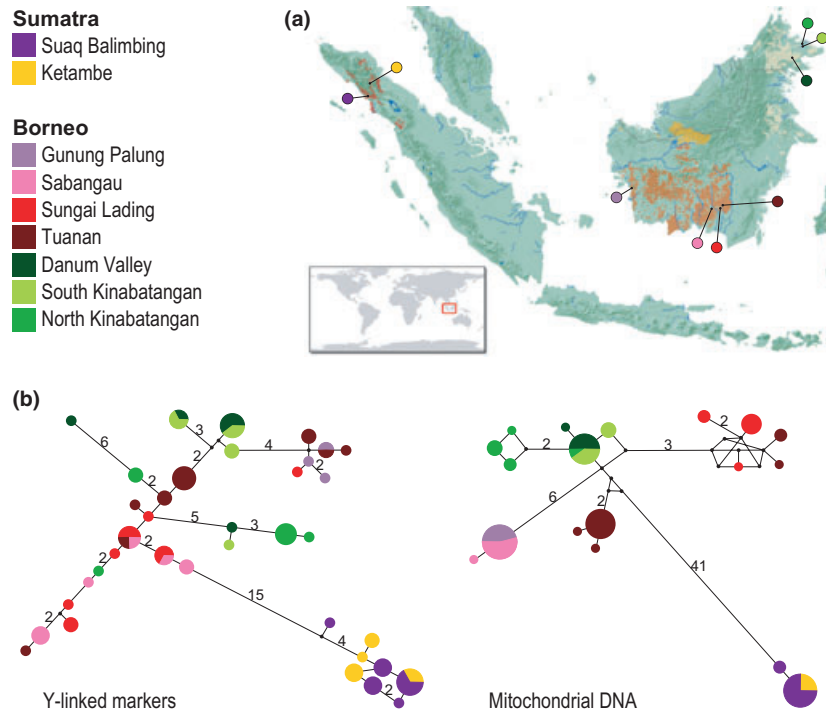 Sumatra
Suaq Balimbing
Ketambe
Borneo
Gunung Palung
Sabangau
Sungai Lading
Tuanan
Danum Valley
South Kinabatangan
North Kinabatangan
(a)
(b)
6
3
2
4
2
2
5
3
2
2
2
15
4
2
Y-linked markers
2
3
2
6
2
41
Mitochondrial DNA